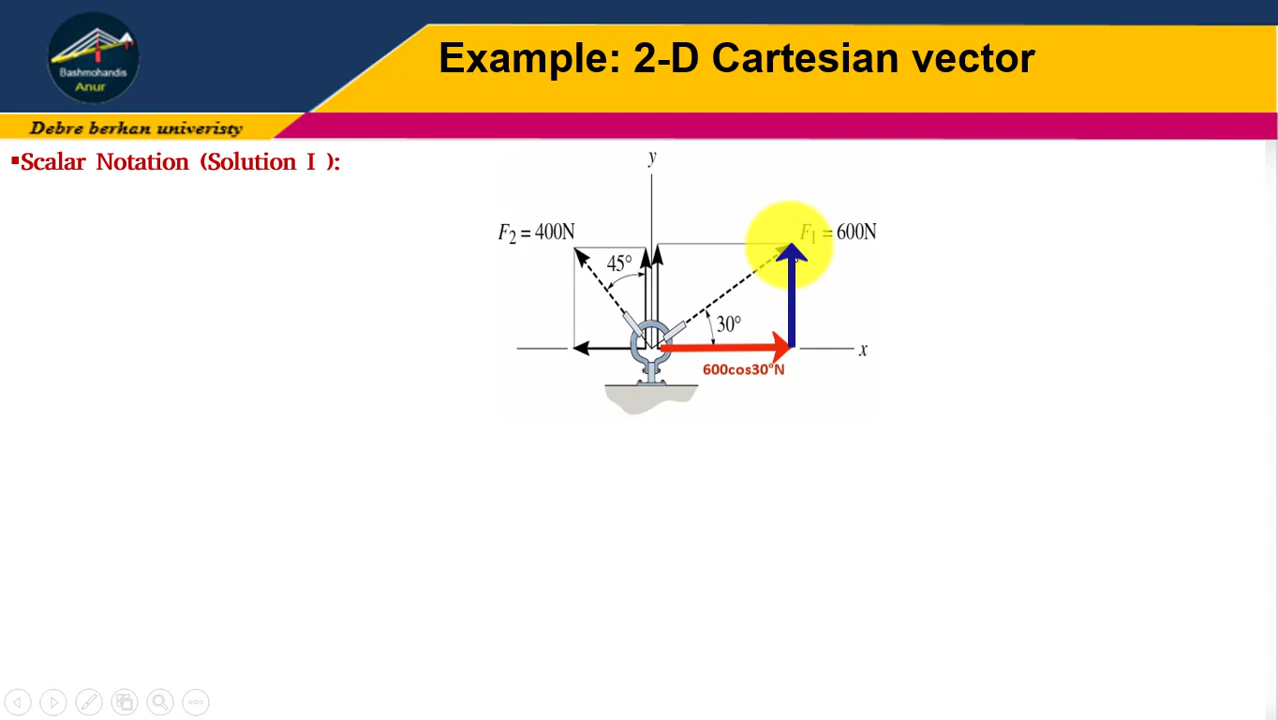 Example: 2-D Cartesian vector
Bashmohandis
Anur
Debre berhan univeristy
▪Scalar Notation (Solution I ):
y
F₂ = 400N
F₁ = 600N
45°
30°
x
600cos30°N